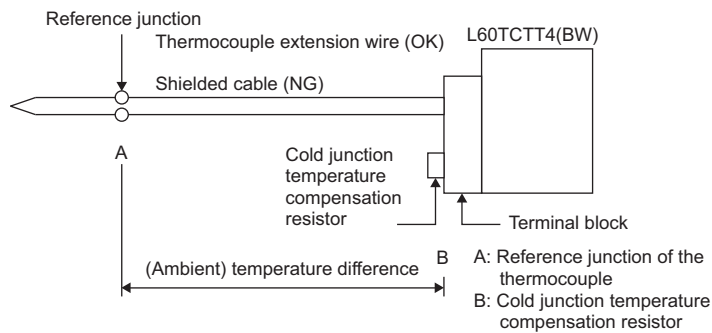 Reference junction
Thermocouple extension wire (OK)
L60TCTT4(BW)
Shielded cable (NG)
A
Cold junction
temperature
compensation
resistor
Terminal block
(Ambient) temperature difference
B
A: Reference junction of the
thermocouple
B: Cold junction temperature
compensation resistor